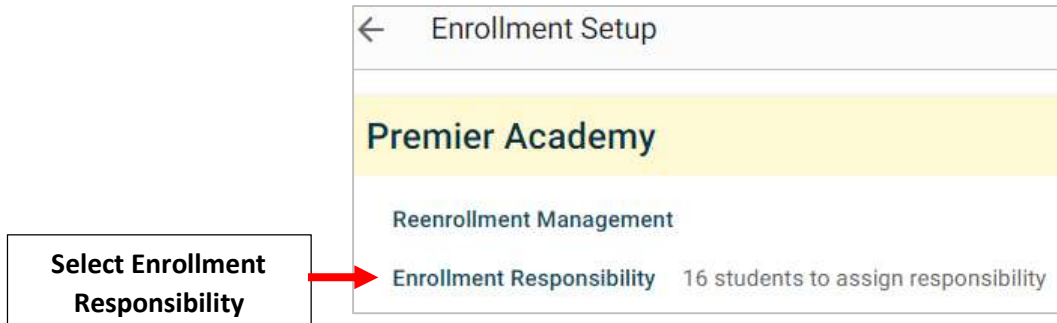 ← Enrollment Setup
Premier Academy
Reenrollment Management
Select Enrollment
Responsibility
Enrollment Responsibility 16 students to assign responsibility